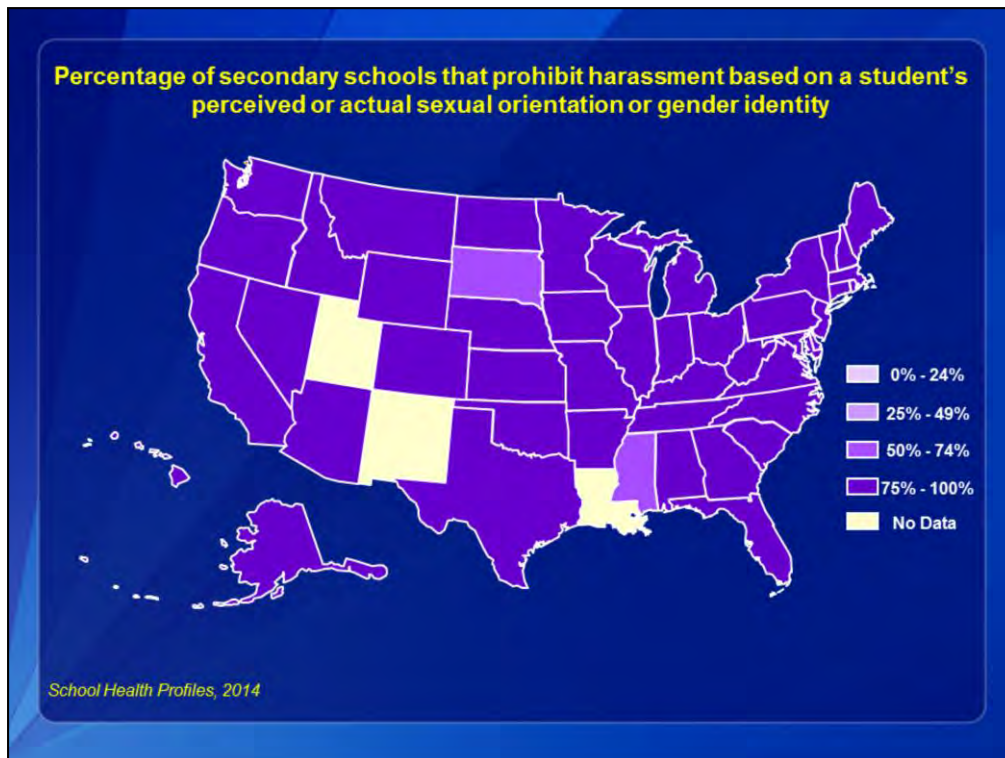 Percentage of secondary schools that prohibit harassment based on a student’s
perceived or actual sexual orientation or gender identity
0% - 24%
25% - 49%
50% - 74%
75% - 100%
No Data
School Health Profiles, 2014